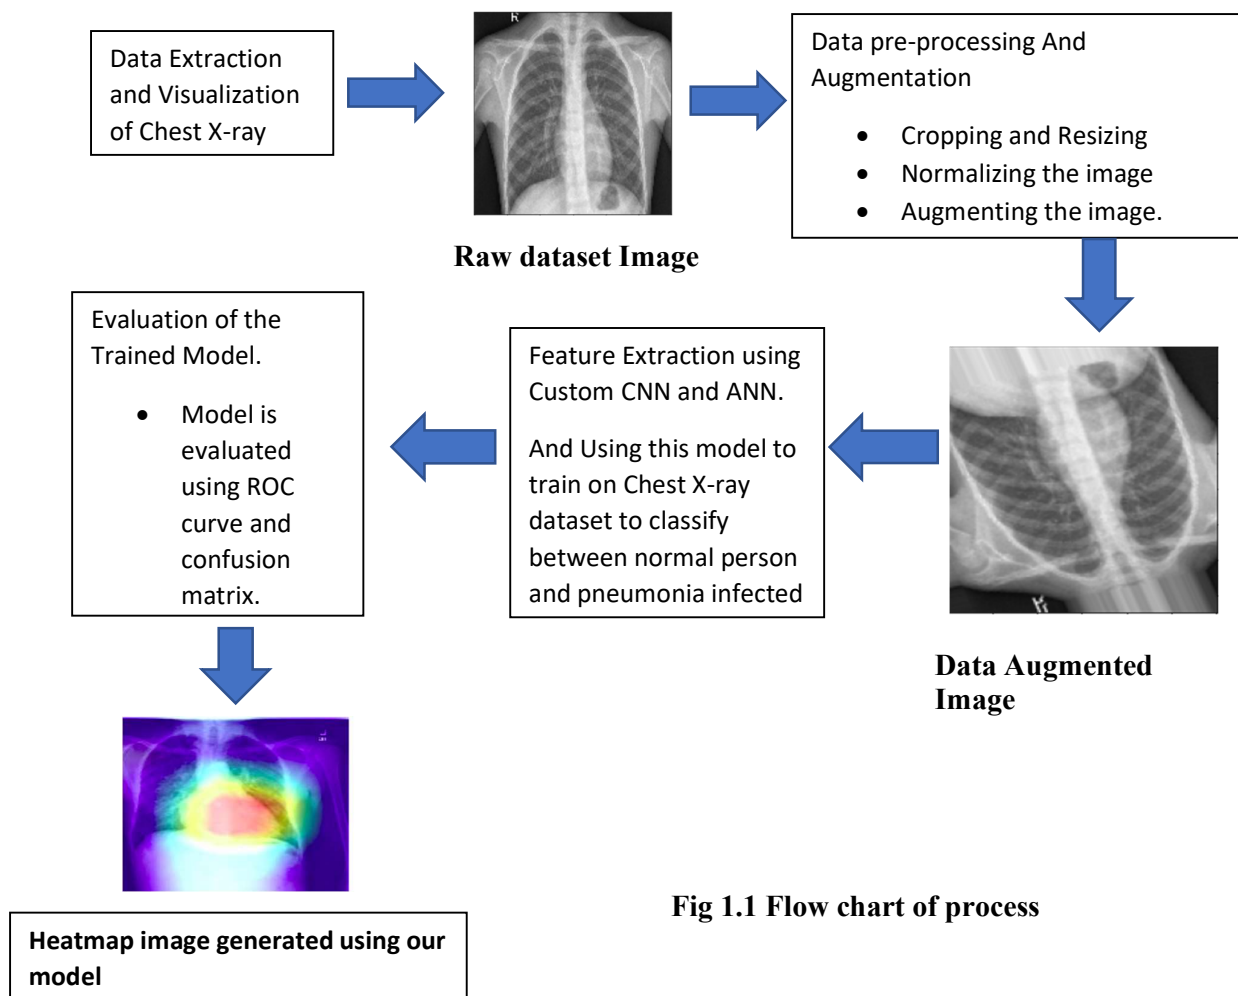 Data Extraction
and Visualization
of Chest X-ray
R
Raw dataset Image
Data pre-processing And
Augmentation
• Cropping and Resizing
• Normalizing the image
• Augmenting the image.
Data Augmented
Image
Feature Extraction using
Custom CNN and ANN.
And Using this model to
train on Chest X-ray
dataset to classify
between normal person
and pneumonia infected
Evaluation of the
Trained Model.
• Model is
evaluated
using ROC
curve and
confusion
matrix.
Heatmap image generated using our
model
Fig 1.1 Flow chart of process